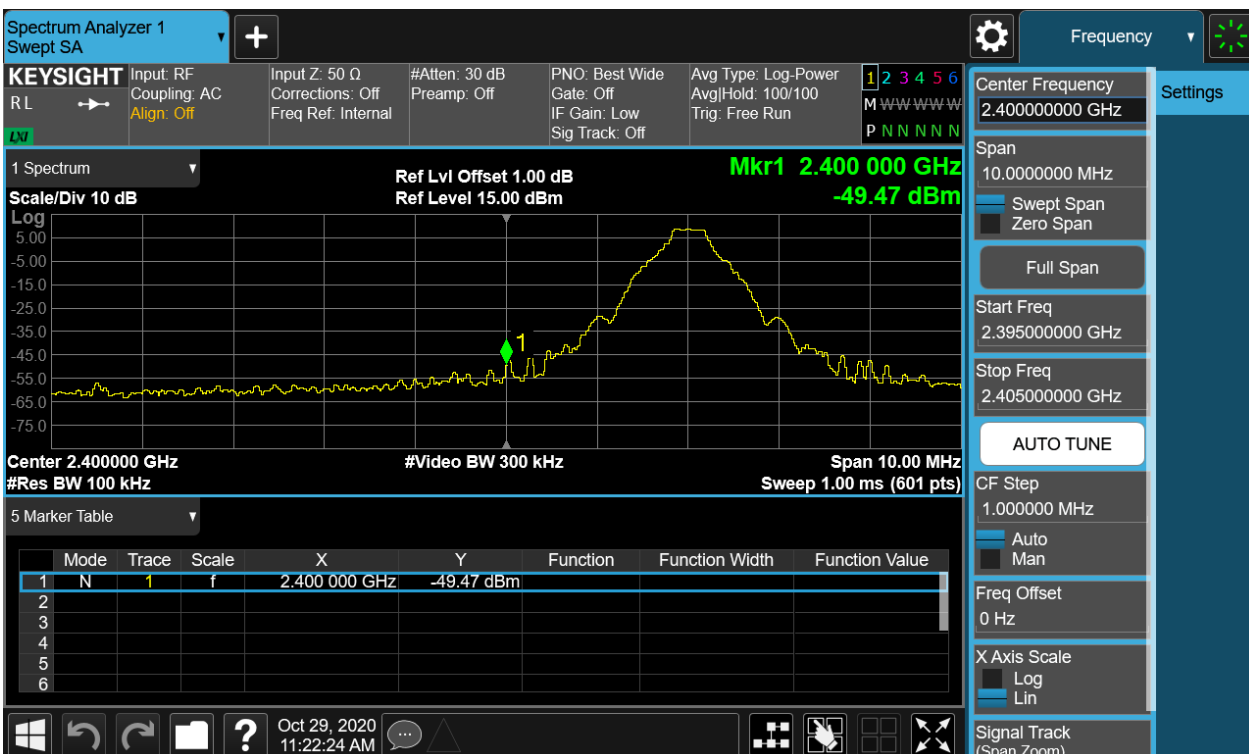 Spectrum Analyzer 1
Swept SA
Frequency
KEYSIGHT
R L
LXI
Input: RF
Coupling: AC
Align: Off
Input Z: 50 Ω
Corrections: Off
Freq Ref: Internal
#Atten: 30 dB
Preamp: Off
PNO: Best Wide
Gate: Off
IF Gain: Low
Sig Track: Off
Avg Type: Log-Power
Avg|Hold: 100/100
Trig: Free Run
1 2 3 4 5 6
M W W W W W
P N N N N N
1 Spectrum
Scale/Div 10 dB
Ref Lvl Offset 1.00 dB
Ref Level 15.00 dBm
Mkr1 2.400 000 GHz
-49.47 dBm
Log
5.00
-5.00
-15.0
-25.0
-35.0
-45.0
-55.0
-65.0
-75.0
1
Center 2.400000 GHz
#Video BW 300 kHz
Span 10.00 MHz
#Res BW 100 kHz
Sweep 1.00 ms (601 pts)
5 Marker Table
Mode Trace Scale X Y Function Function Width Function Value
1 N 1 f 2.400 000 GHz -49.47 dBm
2
3
4
5
6
Oct 29, 2020
11:22:24 AM
Center Frequency
2.400000000 GHz
Settings
Span
10.0000000 MHz
Swept Span
Zero Span
Full Span
Start Freq
2.395000000 GHz
Stop Freq
2.405000000 GHz
AUTO TUNE
CF Step
1.000000 MHz
Auto
Man
Freq Offset
0 Hz
X Axis Scale
Log
Lin
Signal Track
(Span Zoom)